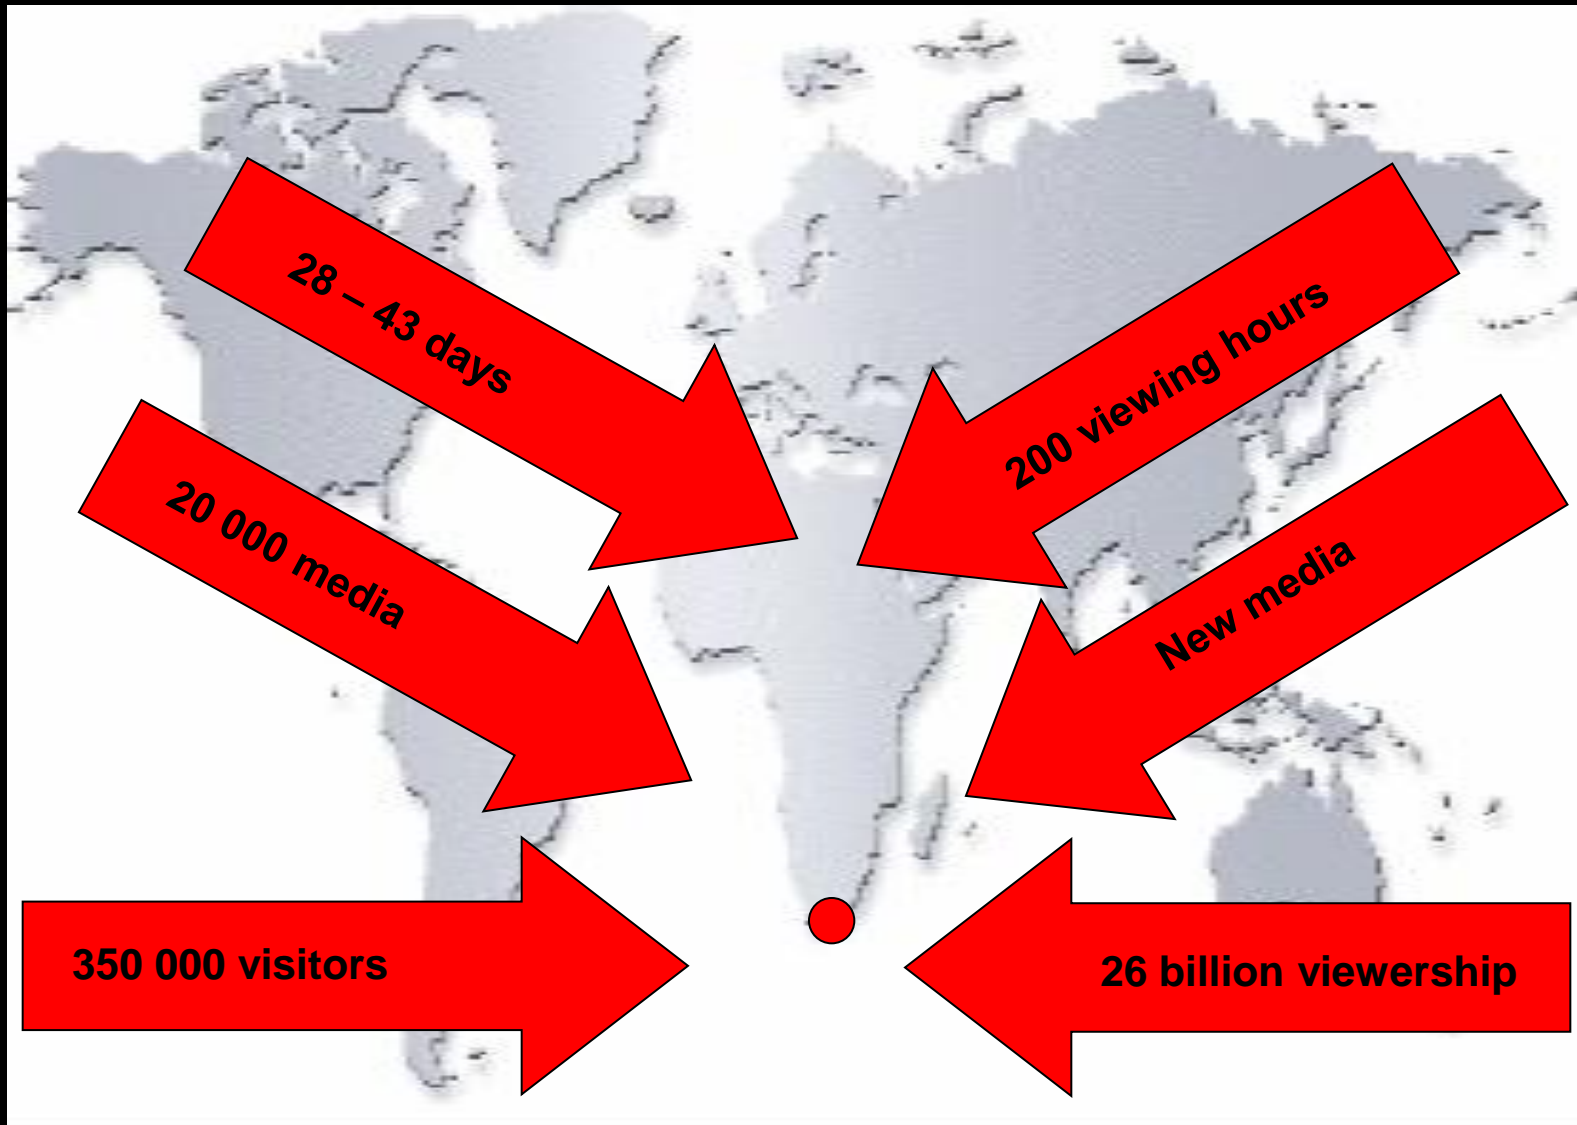 28 – 43 days
200 viewing hours
20 000 media
New media
350 000 visitors
26 billion viewership